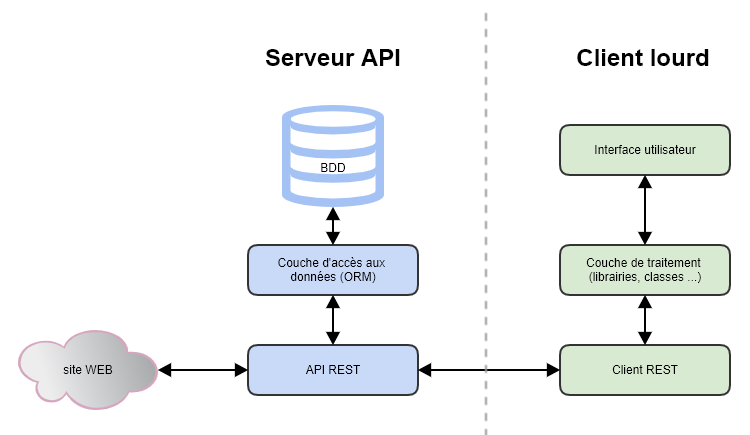 Serveur API
Client lourd
Interface utilisateur
BDD
Couche d'accès aux
données (ORM)
Couche de traitement
(librairies, classes ...)
site WEB
API REST
Client REST